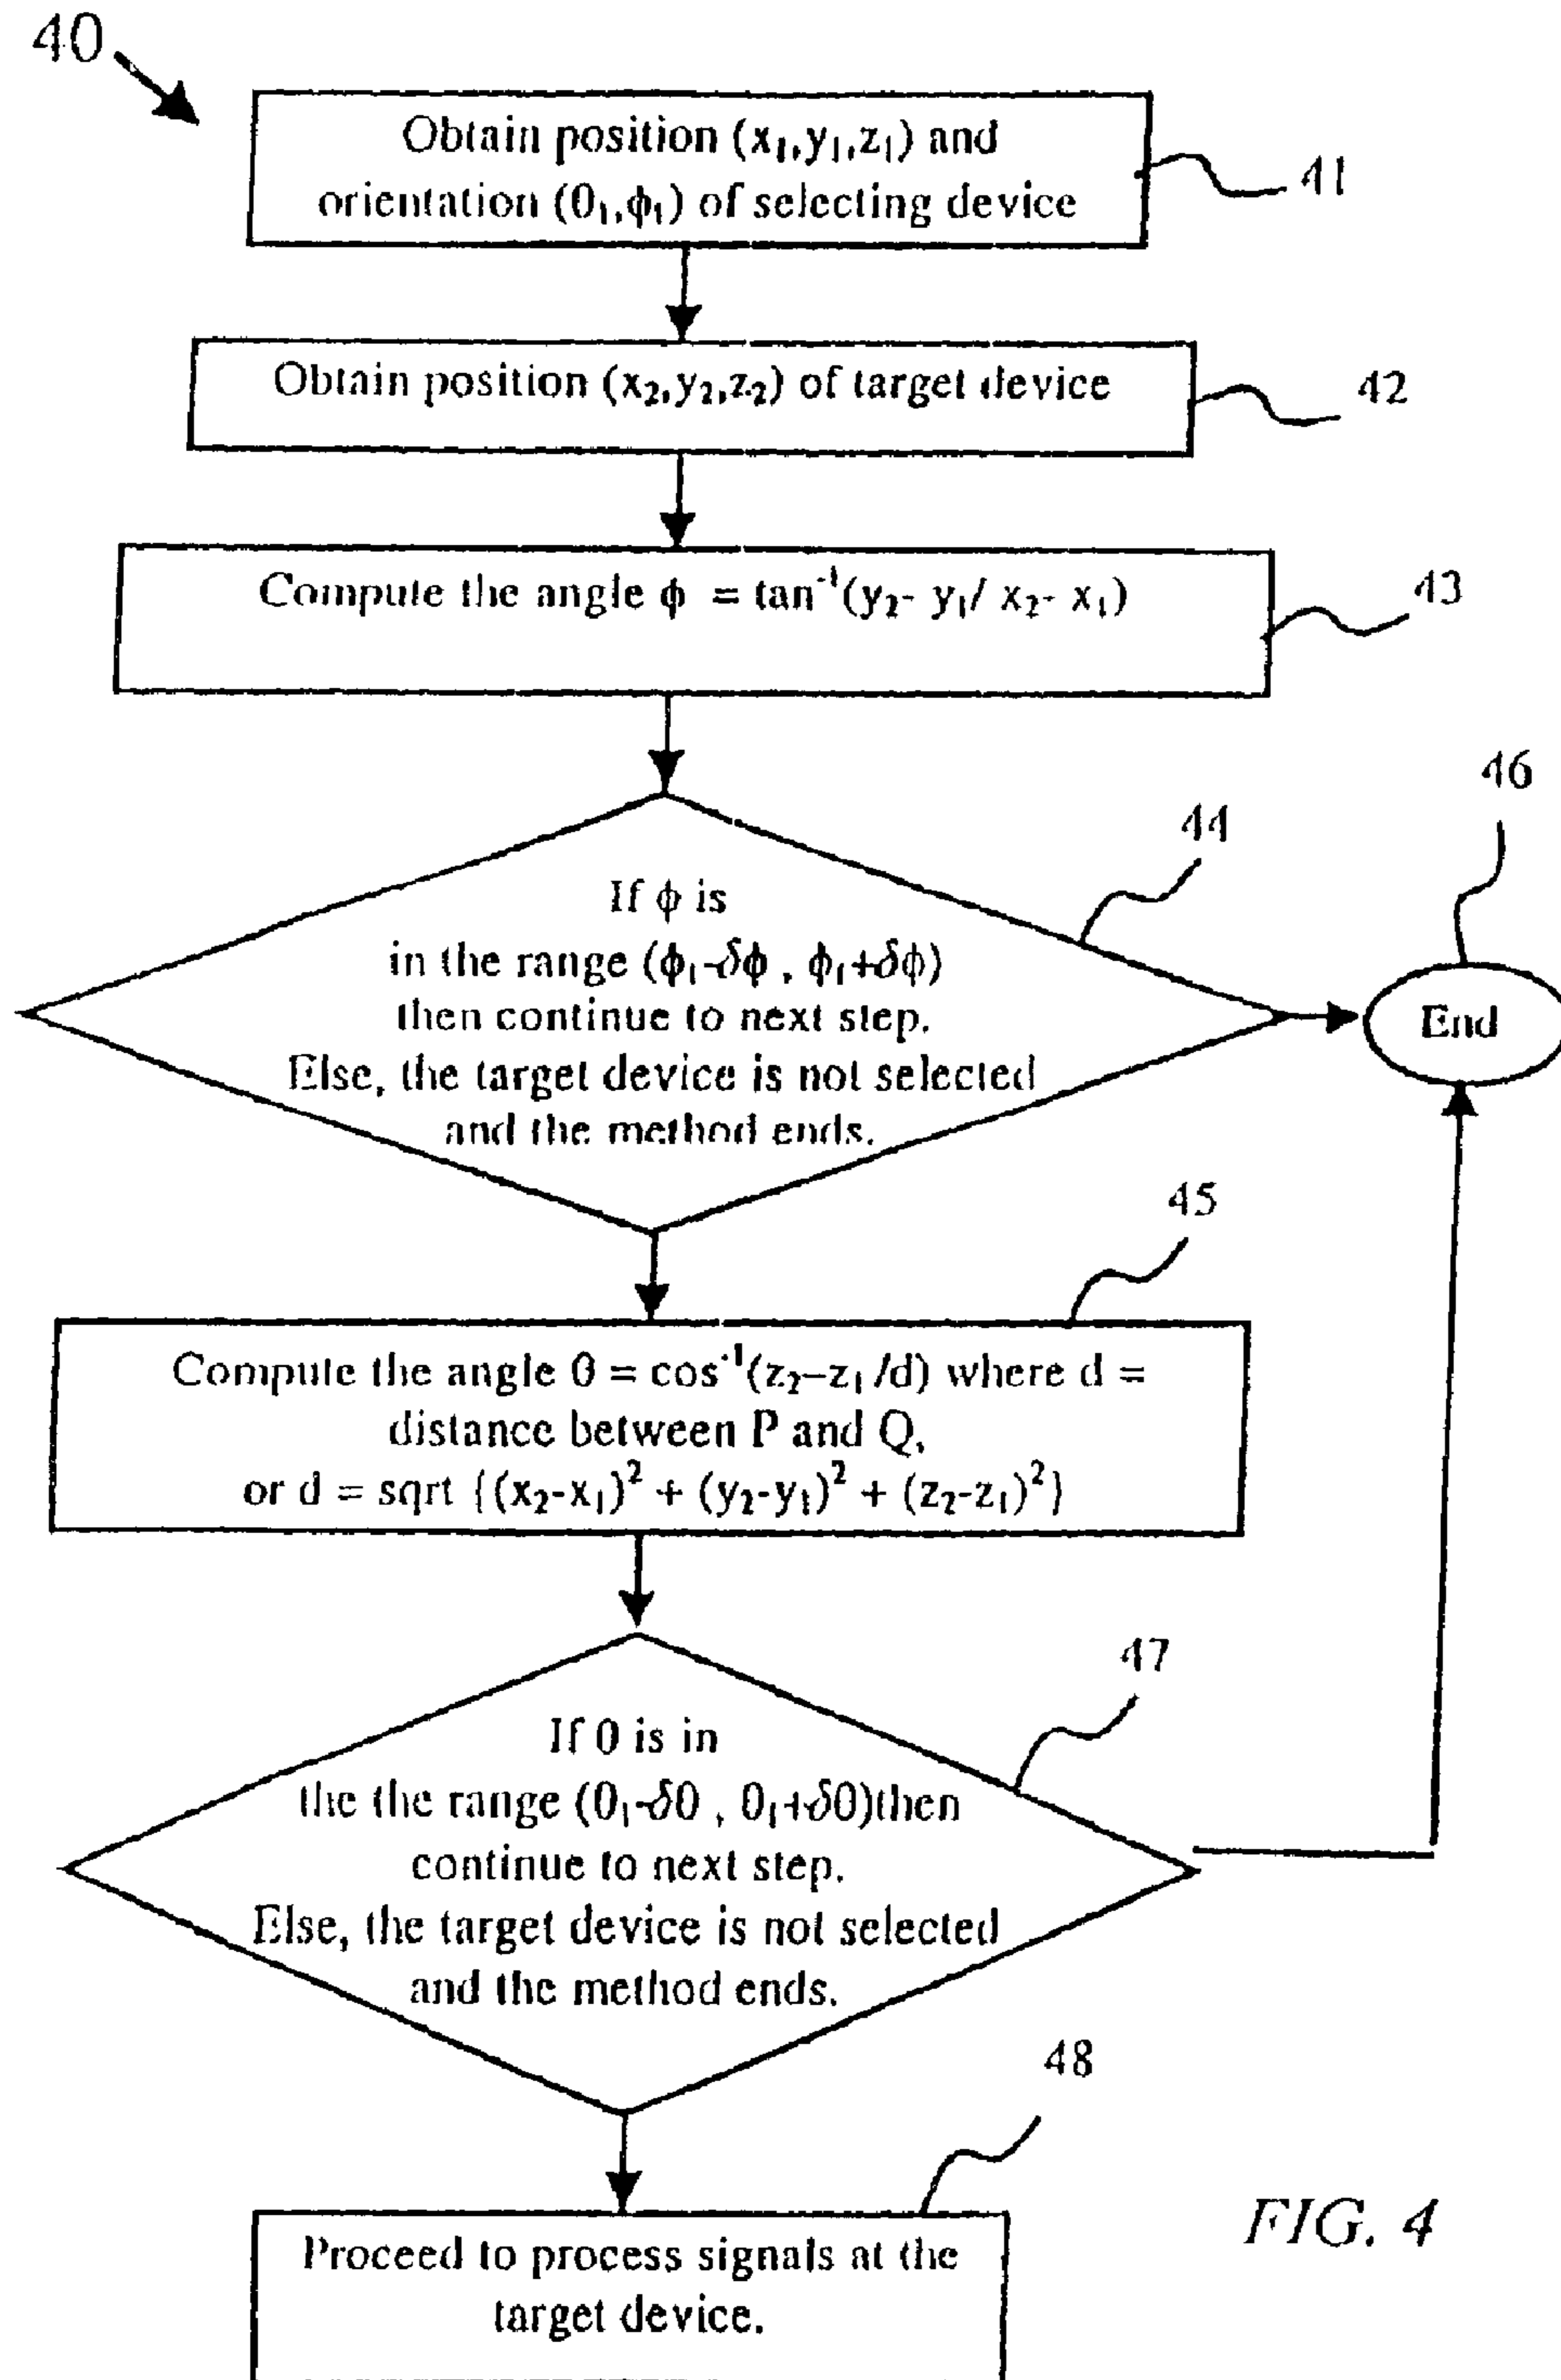 40
Obtain position (x₁,y₁,z₁) and
orientation (θ₁,ϕ₁) of selecting device
41
Obtain position (x₂,y₂,z₂) of target device
42
Compute the angle ϕ = tan⁻¹(y₂- y₁/ x₂- x₁)
43
If ϕ is
in the range (ϕ₁-δϕ , ϕ₁+δϕ)
then continue to next step.
Else, the target device is not selected
and the method ends.
44
46
End
45
Compute the angle θ = cos⁻¹(z₂–z₁ /d) where d =
distance between P and Q,
or d = sqrt {(x₂-x₁)² + (y₂-y₁)² + (z₂-z₁)²}
47
If θ is in
the the range (θ₁-δθ , θ₁+δθ)then
continue to next step.
Else, the target device is not selected
and the method ends.
48
Proceed to process signals at the
target device.
FIG. 4